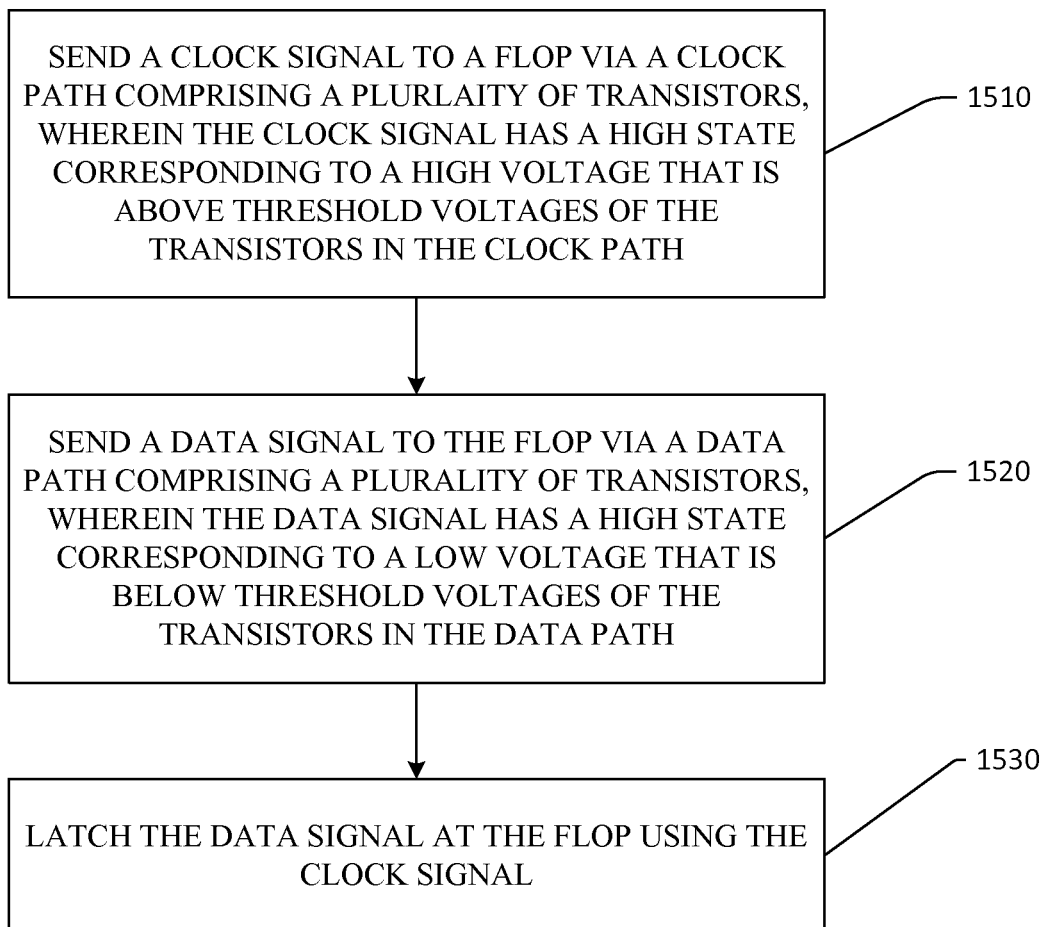 SEND A CLOCK SIGNAL TO A FLOP VIA A CLOCK
PATH COMPRISING A PLURLAITY OF TRANSISTORS,
WHEREIN THE CLOCK SIGNAL HAS A HIGH STATE
CORRESPONDING TO A HIGH VOLTAGE THAT IS
ABOVE THRESHOLD VOLTAGES OF THE
TRANSISTORS IN THE CLOCK PATH
1510
SEND A DATA SIGNAL TO THE FLOP VIA A DATA
PATH COMPRISING A PLURALITY OF TRANSISTORS,
WHEREIN THE DATA SIGNAL HAS A HIGH STATE
CORRESPONDING TO A LOW VOLTAGE THAT IS
BELOW THRESHOLD VOLTAGES OF THE
TRANSISTORS IN THE DATA PATH
1520
LATCH THE DATA SIGNAL AT THE FLOP USING THE
CLOCK SIGNAL
1530